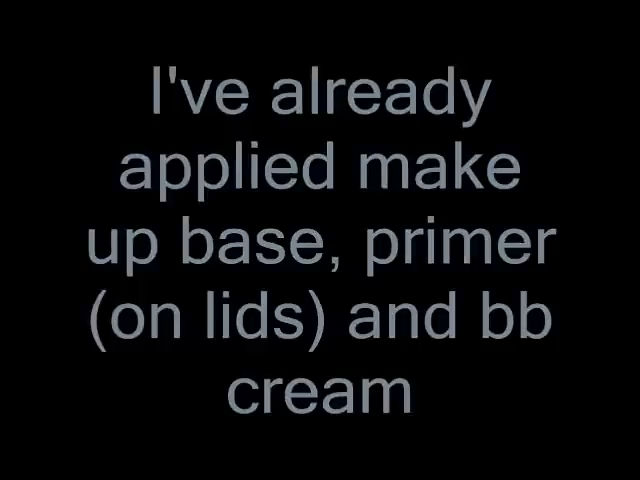 I've already
applied make
up base, primer
(on lids) and bb
cream